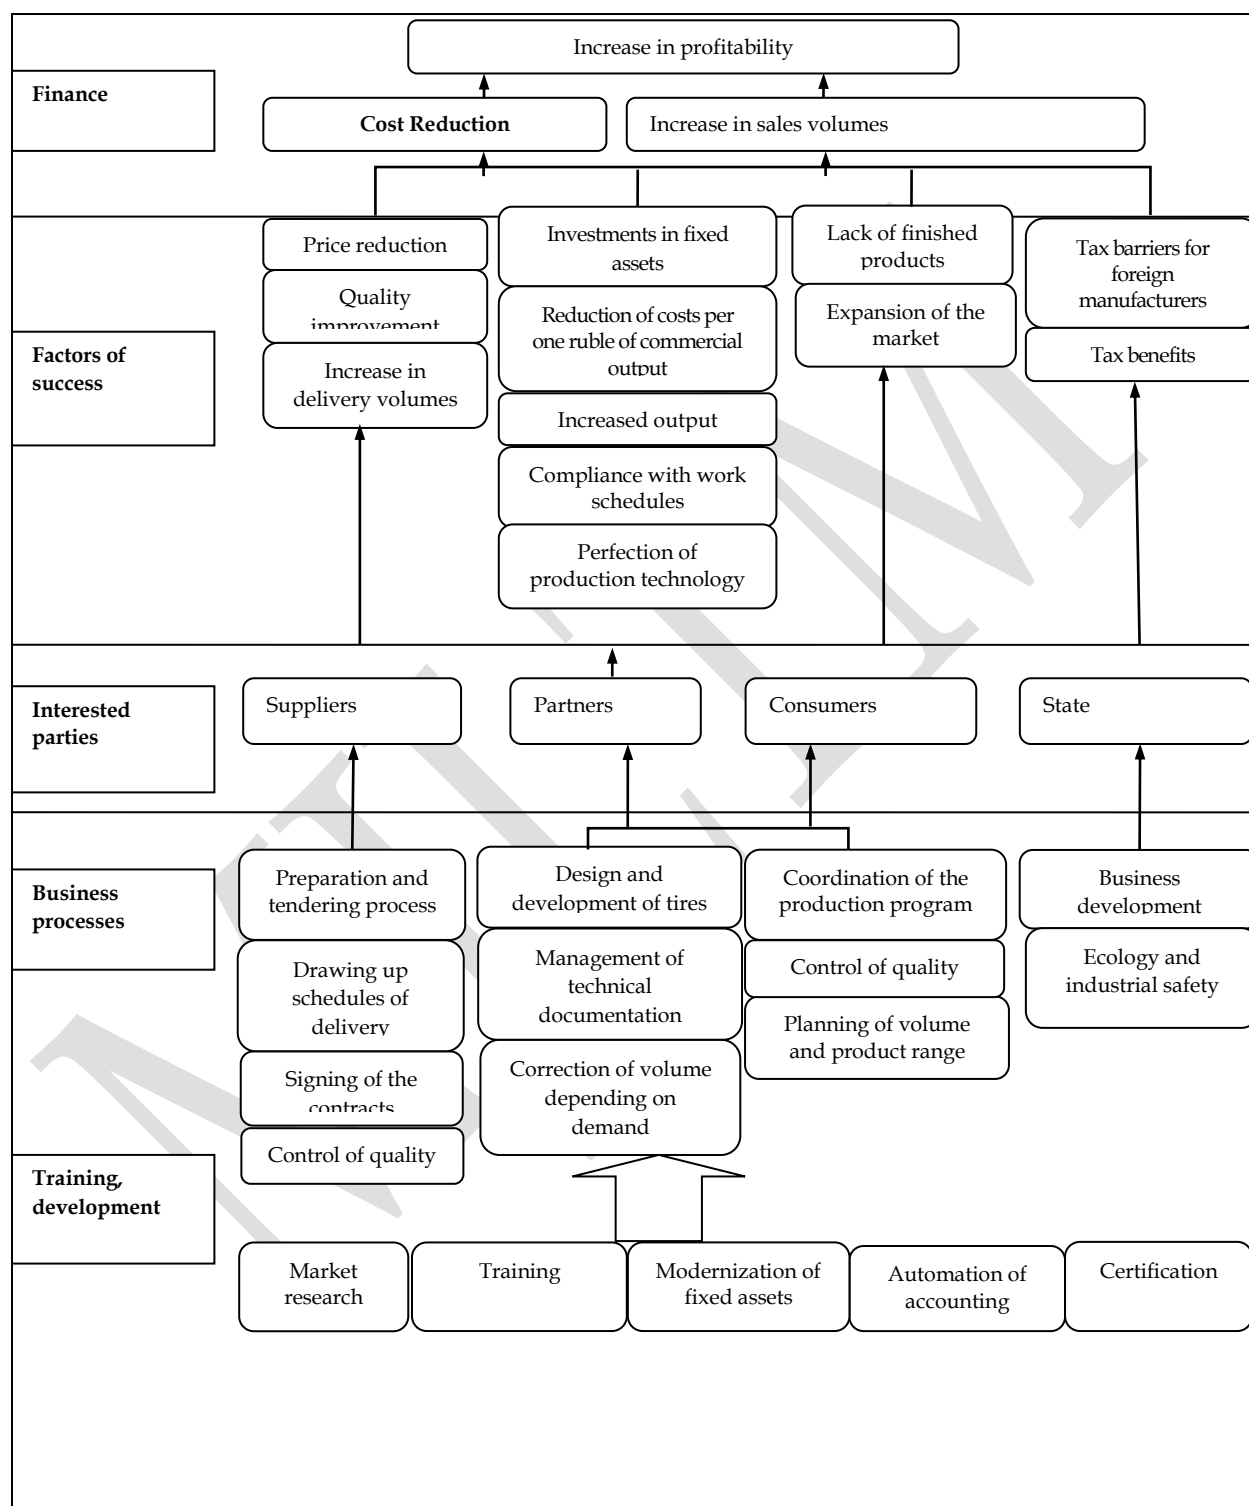 Increase in profitability
Finance
Cost Reduction
Increase in sales volumes
Factors of
success
Price reduction
Quality
improvement
Increase in
delivery volumes
Investments in fixed
assets
Reduction of costs per
one ruble of commercial
output
Increased output
Compliance with work
schedules
Perfection of
production technology
Lack of finished
products
Expansion of the
market
Tax barriers for
foreign
manufacturers
Tax benefits
Interested
parties
Suppliers
Partners
Consumers
State
Business
processes
Preparation and
tendering process
Drawing up
schedules of
delivery
Signing of the
contracts
Control of quality
Design and
development of tires
Management of
technical
documentation
Correction of volume
depending on
demand
Coordination of the
production program
Control of quality
Planning of volume
and product range
Business
development
Ecology and
industrial safety
Training,
development
Market
research
Training
Modernization of
fixed assets
Automation of
accounting
Certification